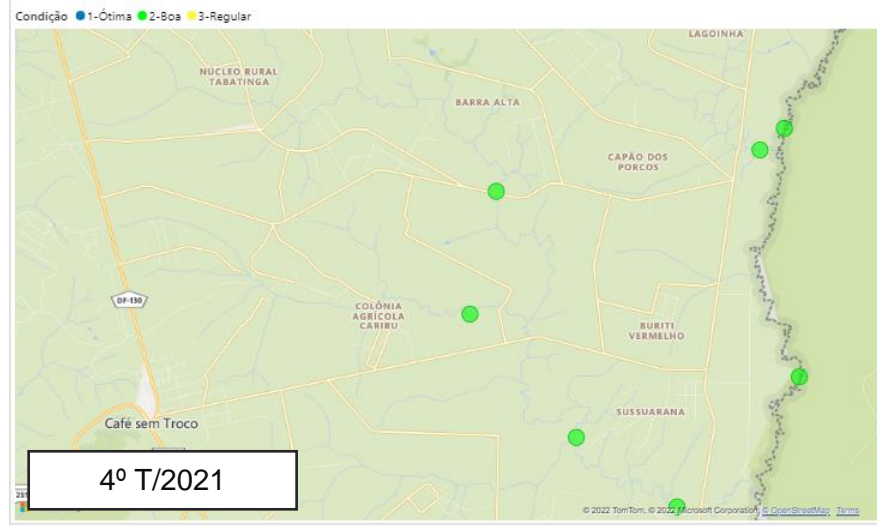 Condição 1-Ótima 2-Boa 3-Regular
LAGOINHA
NÚCLEO RURAL
TABATINGA
BARRA ALTA
CAPÃO DOS
PORCOS
DF-130
COLÔNIA
AGRÍCOLA
CARIRU
BURITI
VERMELHO
SUSSUARANA
Café sem Troco
4º T/2021
© 2022 TomTom, © 2022 Microsoft Corporation, © OpenStreetMap Terms